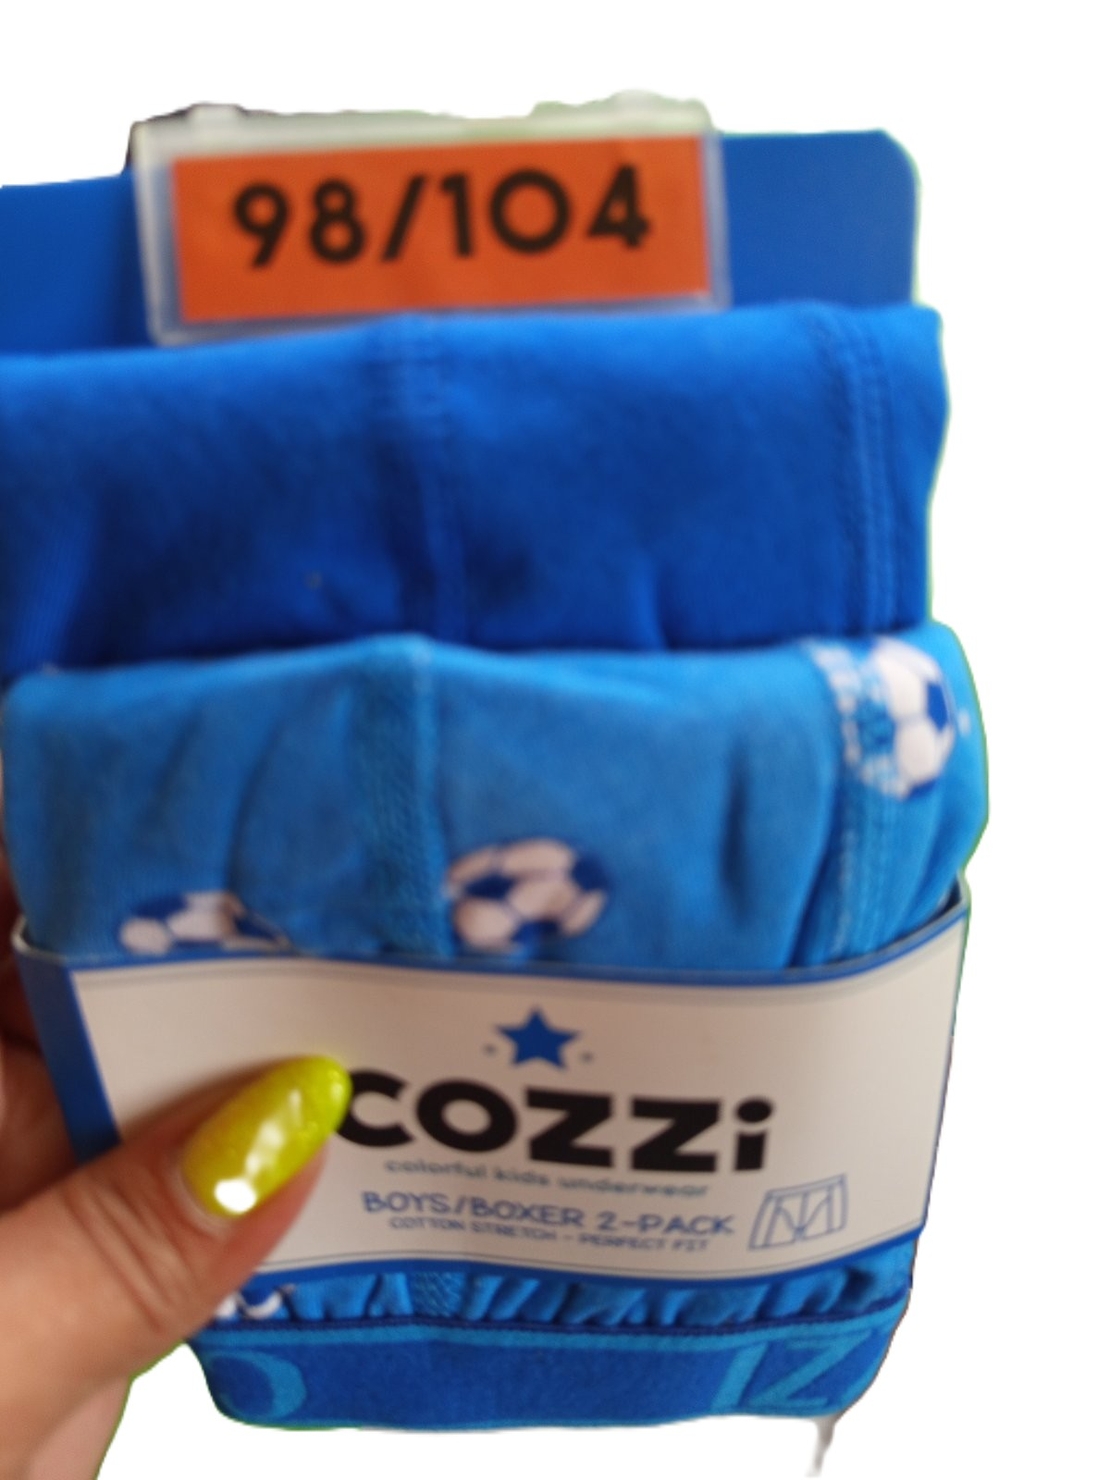 98/104
COZZi
colorful kids underwear
BOYS/BOXER 2-PACK
COTTON STRETCH - PERFECT FIT